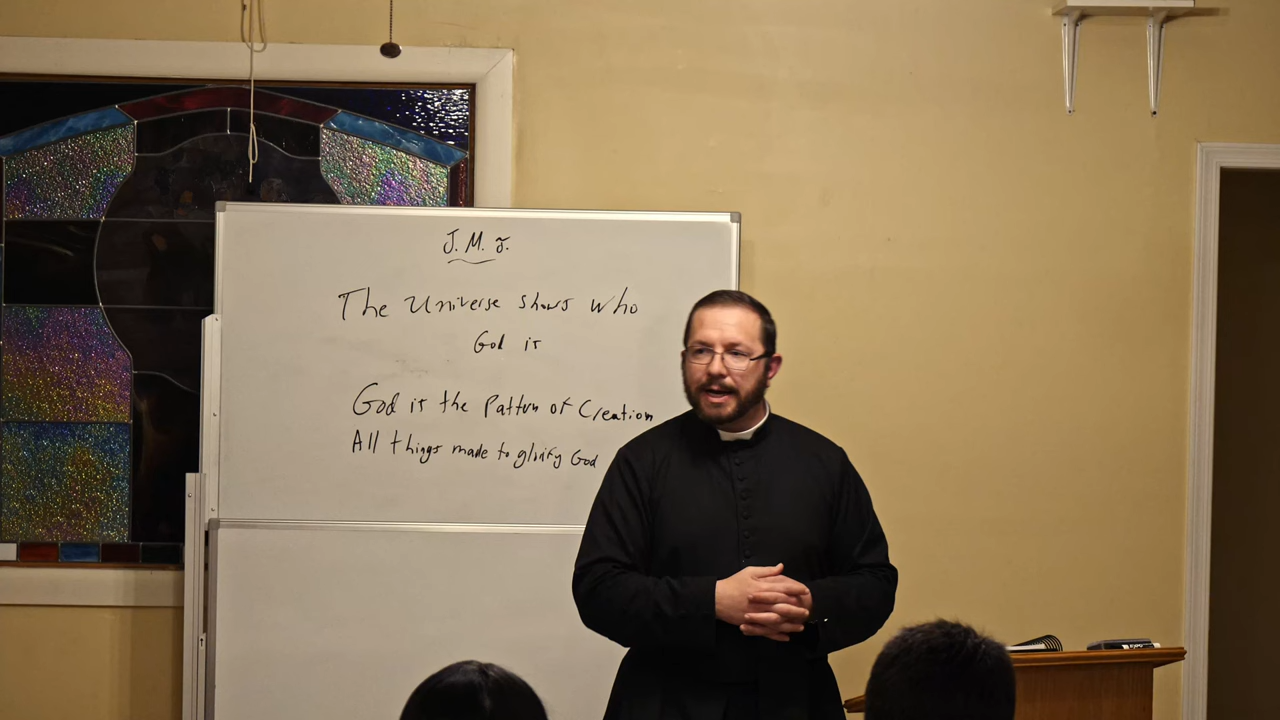 J. M. J.
The Universe shows who
God is
God is the Pattern of Creation
All things made to glorify God